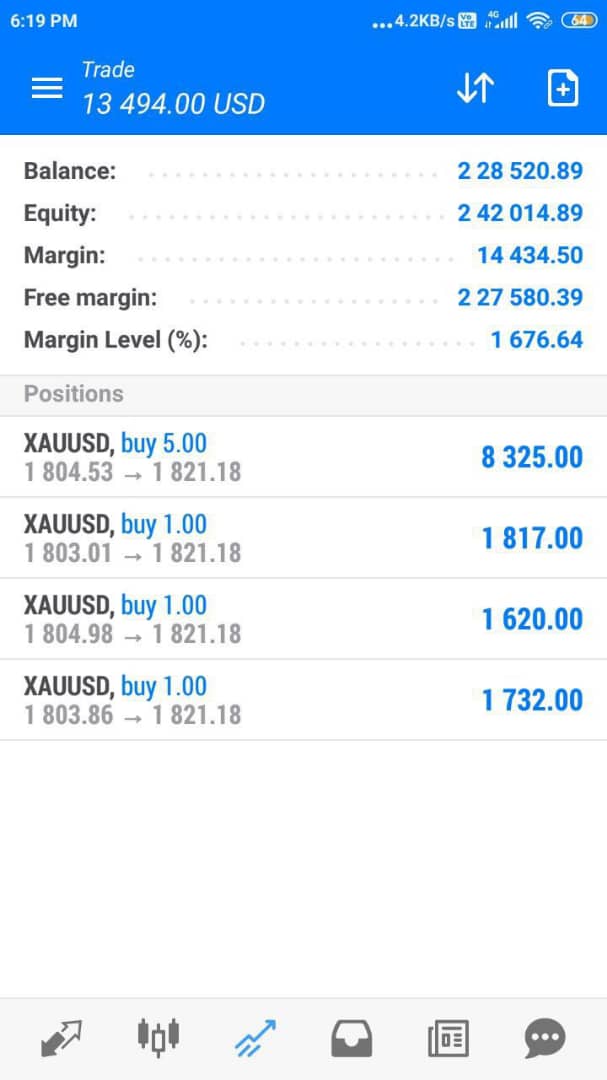 6:19 PM
...4.2KB/s Vo LTE 4G 64
Trade
13 494.00 USD
Balance: 2 28 520.89
Equity: 2 42 014.89
Margin: 14 434.50
Free margin: 2 27 580.39
Margin Level (%): 1 676.64
Positions
XAUUSD, buy 5.00
1 804.53 → 1 821.18 8 325.00
XAUUSD, buy 1.00
1 803.01 → 1 821.18 1 817.00
XAUUSD, buy 1.00
1 804.98 → 1 821.18 1 620.00
XAUUSD, buy 1.00
1 803.86 → 1 821.18 1 732.00